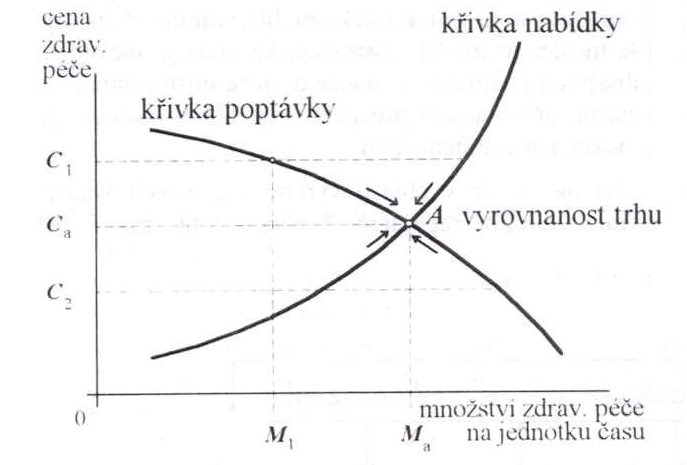 cena
zdrav.
péče
křivka nabídky
křivka poptávky
C1
A vyrovnanost trhu
Ca
C2
0
množství zdrav. péče
na jednotku času
M1
Ma